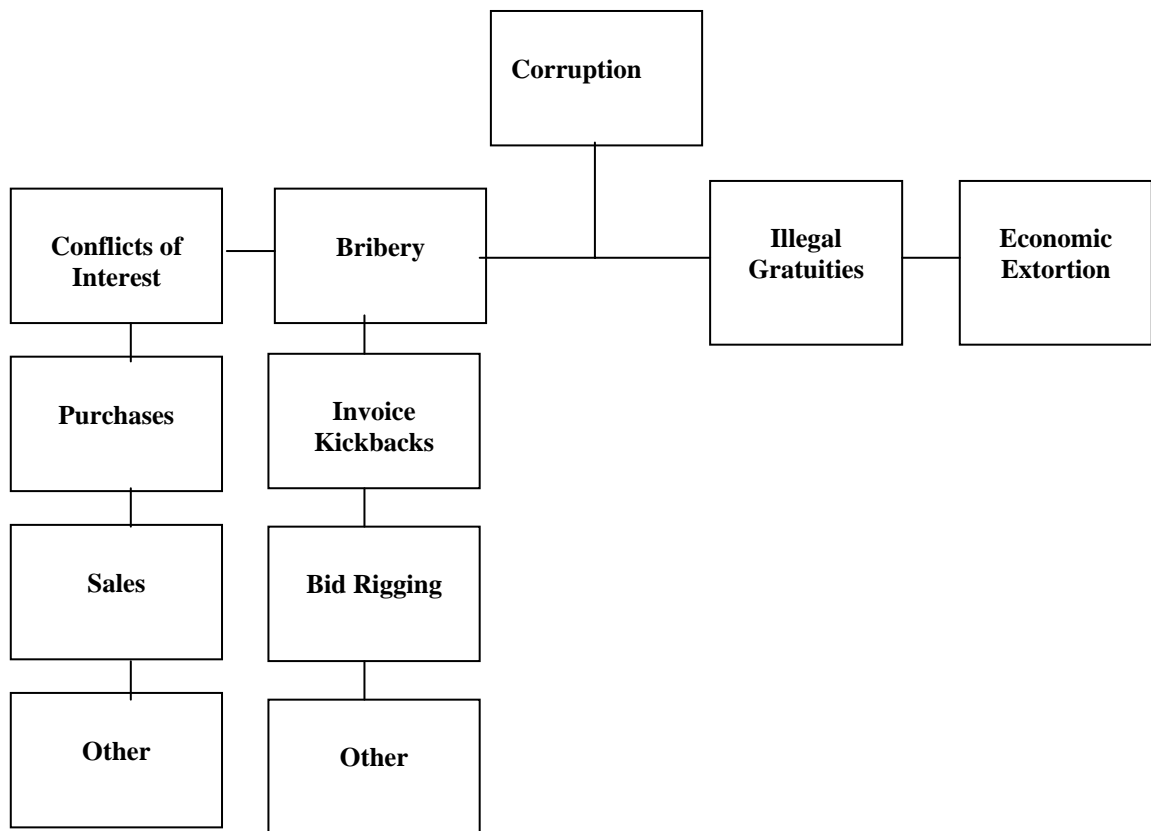 Corruption
Conflicts of
Interest
Bribery
Illegal
Gratuities
Economic
Extortion
Purchases
Invoice
Kickbacks
Sales
Bid Rigging
Other
Other